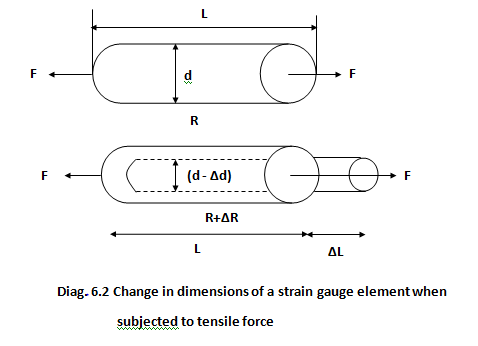 L
F
d
F
R
F
(d - Δd)
F
R+ΔR
L
ΔL
Diag. 6.2 Change in dimensions of a strain gauge element when
subjected to tensile force